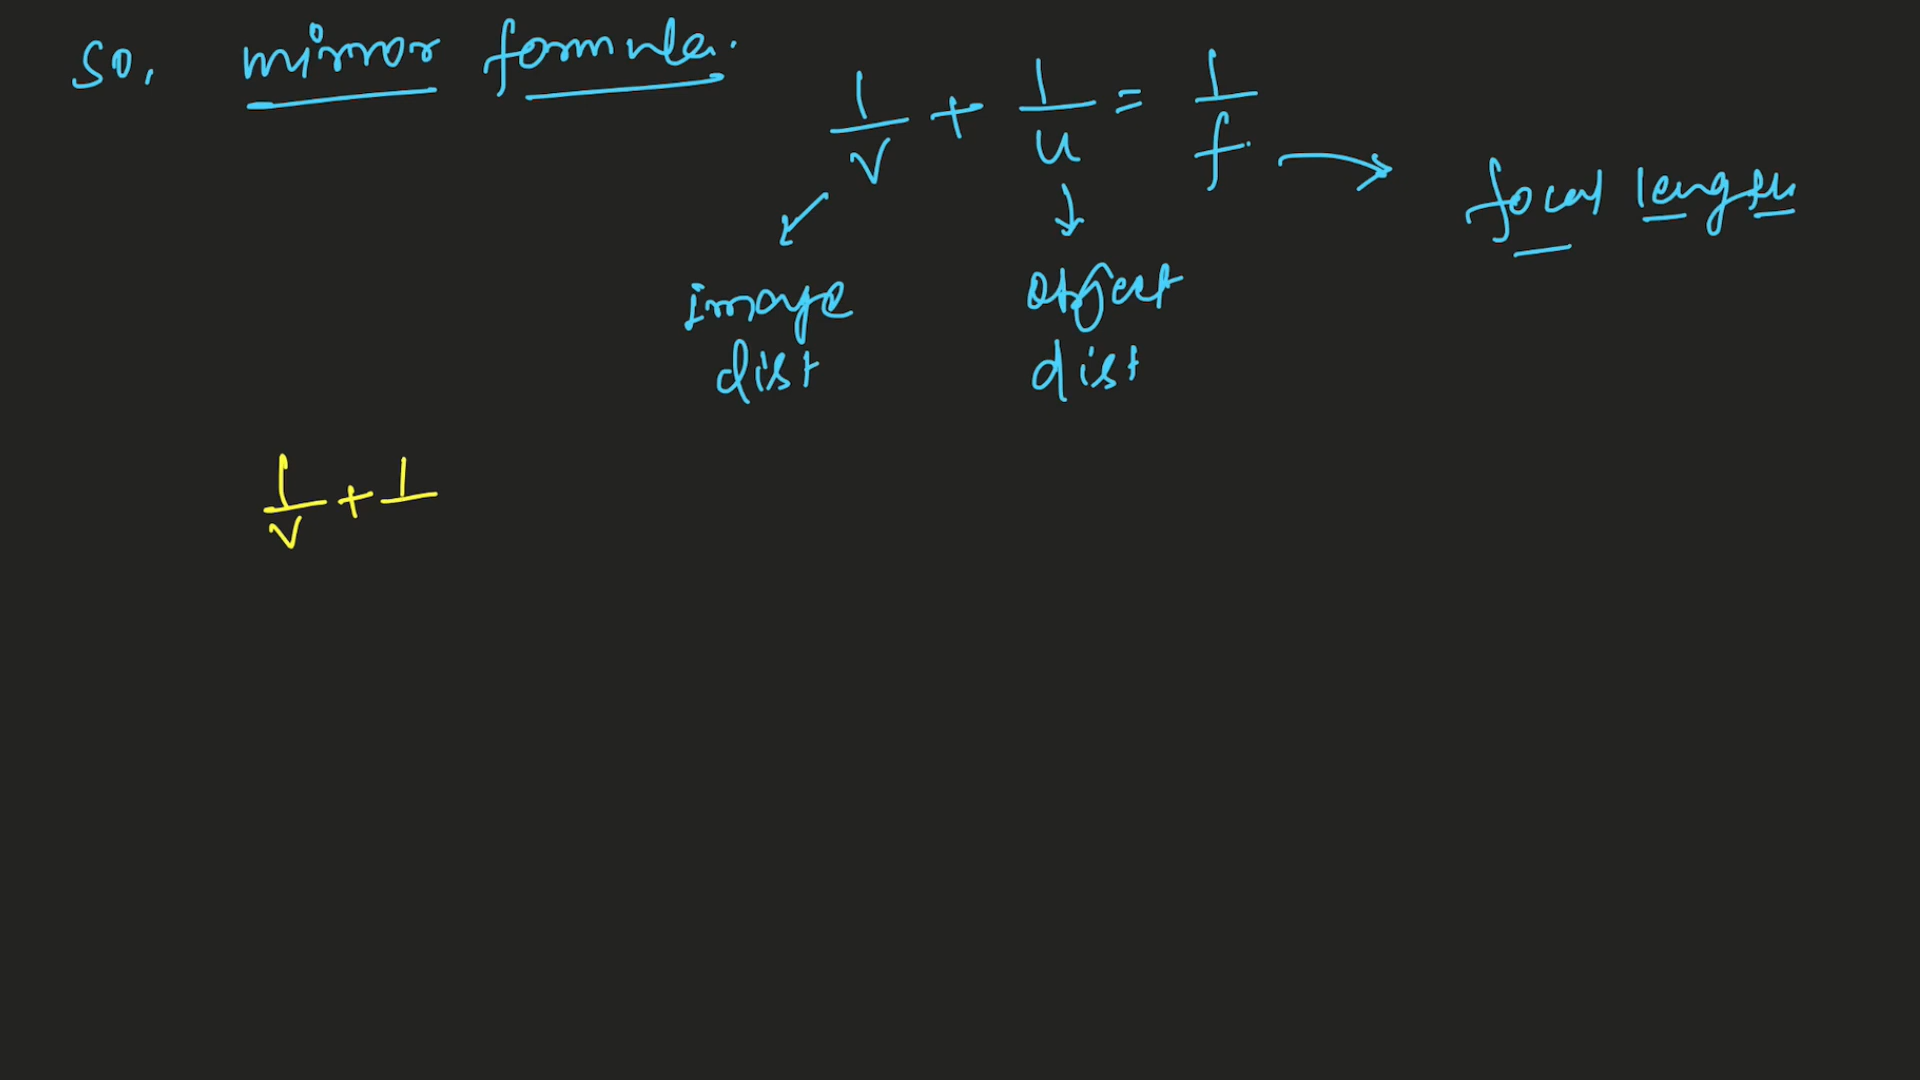 So, mirror formula.
1/v + 1/u = 1/f
focal length
image dist
object dist
1/v + 1